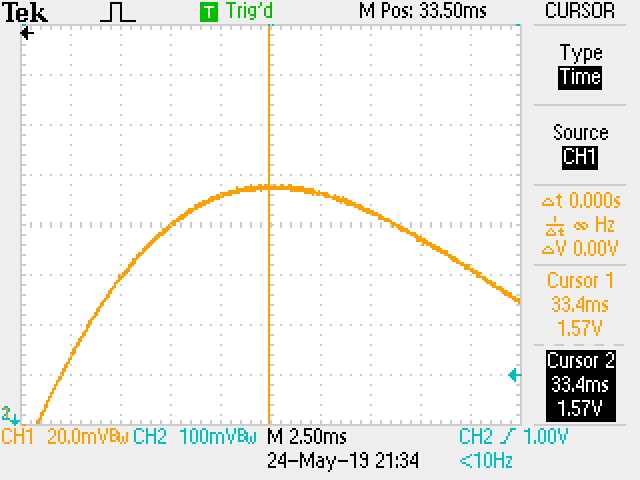 Tek T Trig'd M Pos: 33.50ms CURSOR
Type
Time
Source
CH1
Δt 0.000s
1/Δt ∞ Hz
ΔV 0.00V
Cursor 1
33.4ms
1.57V
Cursor 2
33.4ms
1.57V
2
CH1 20.0mVBw CH2 100mVBw M 2.50ms CH2 1.00V
24-May-19 21:34 <10Hz